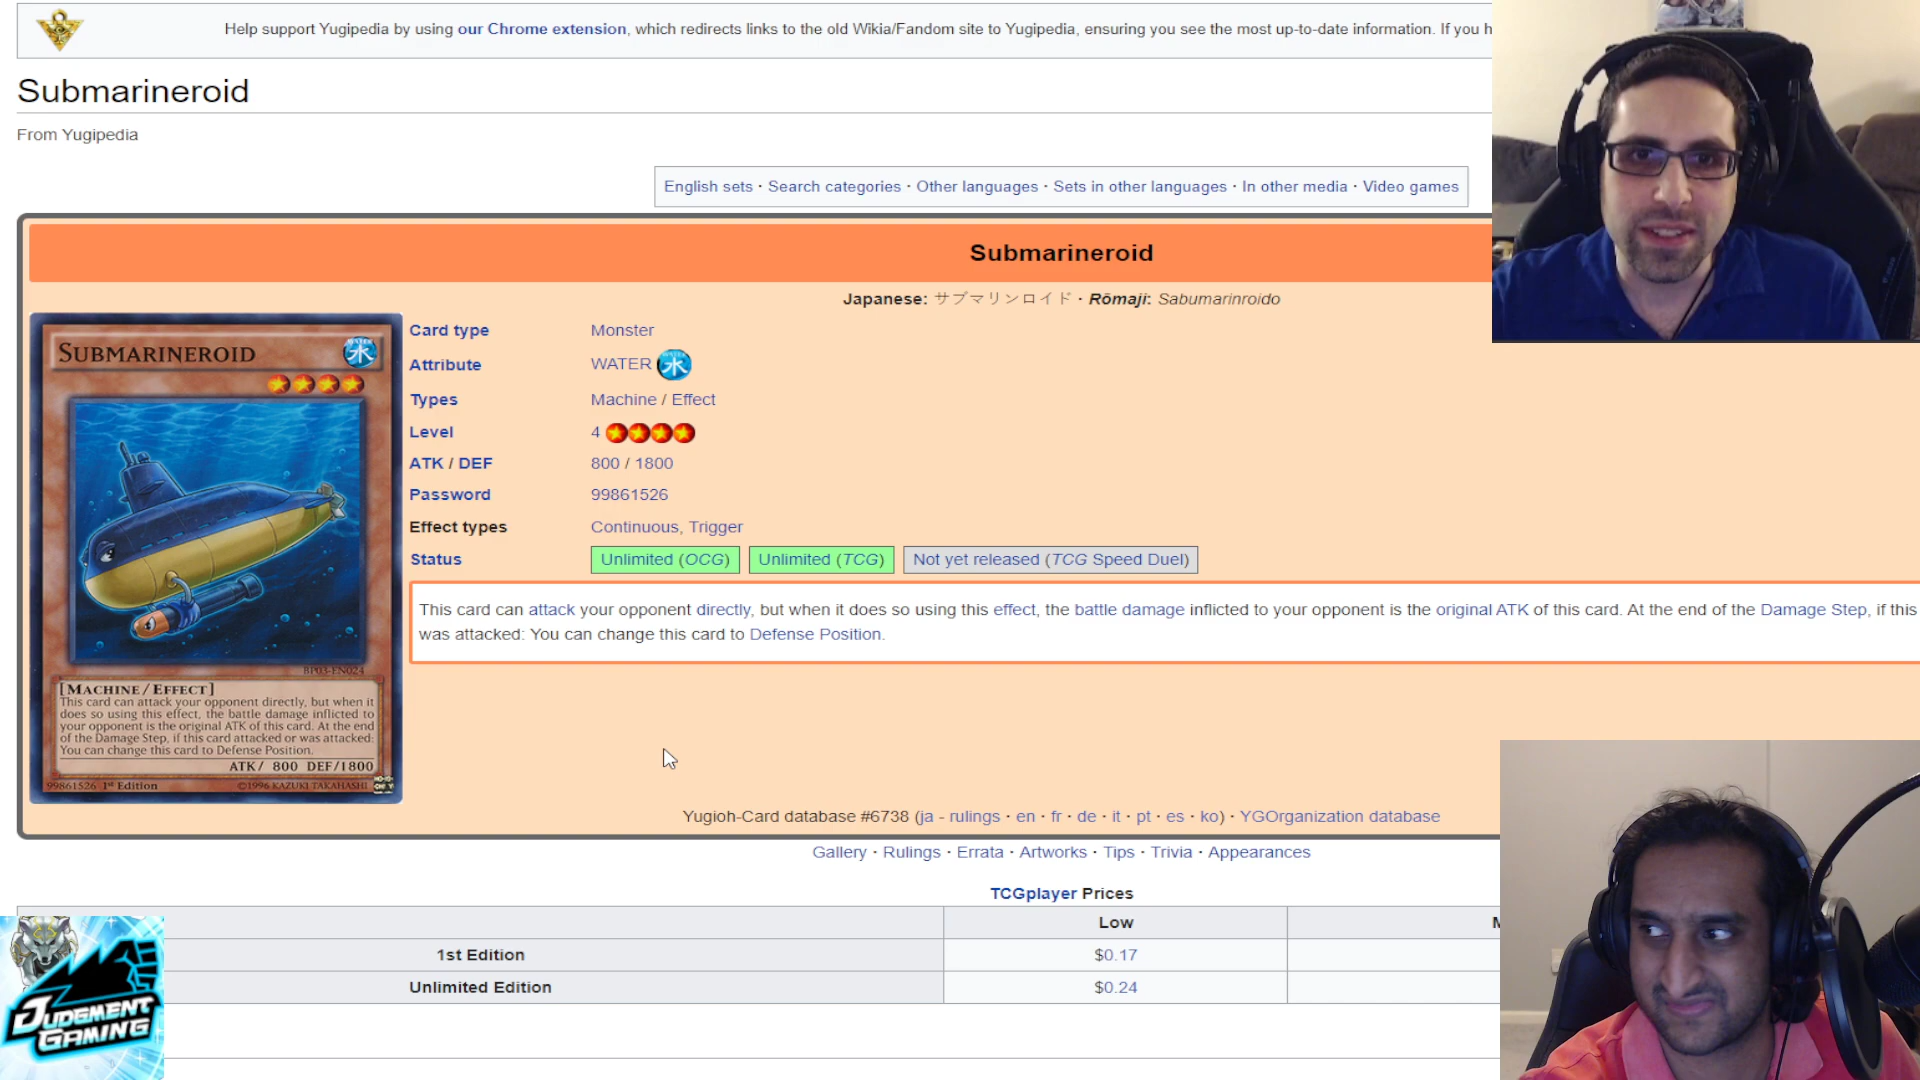 Help support Yugipedia by using our Chrome extension, which redirects links to the old Wikia/Fandom site to Yugipedia, ensuring you see the most up-to-date information. If you h
Submarineroid
From Yugipedia
English sets · Search categories · Other languages · Sets in other languages · In other media · Video games
Submarineroid
Japanese: サブマリンロイド · Rōmaji: Sabumarinroido
SUBMARINEROID
WATER
水
Card type Monster
Attribute WATER 水
Types Machine / Effect
Level 4
ATK / DEF 800 / 1800
Password 99861526
Effect types Continuous, Trigger
Status Unlimited (OCG) Unlimited (TCG) Not yet released (TCG Speed Duel)
This card can attack your opponent directly, but when it does so using this effect, the battle damage inflicted to your opponent is the original ATK of this card. At the end of the Damage Step, if this
was attacked: You can change this card to Defense Position.
BP03-EN024
[MACHINE/EFFECT]
This card can attack your opponent directly, but when it
does so using this effect, the battle damage inflicted to
your opponent is the original ATK of this card. At the end
of the Damage Step, if this card attacked or was attacked:
You can change this card to Defense Position.
ATK/ 800 DEF/1800
99861526 1st Edition ©1996 KAZUKI TAKAHASHI
Yugioh-Card database #6738 (ja - rulings · en · fr · de · it · pt · es · ko) · YGOrganization database
Gallery · Rulings · Errata · Artworks · Tips · Trivia · Appearances
TCGplayer Prices
Low
1st Edition $0.17
Unlimited Edition $0.24
JUDGMENT
GAMING